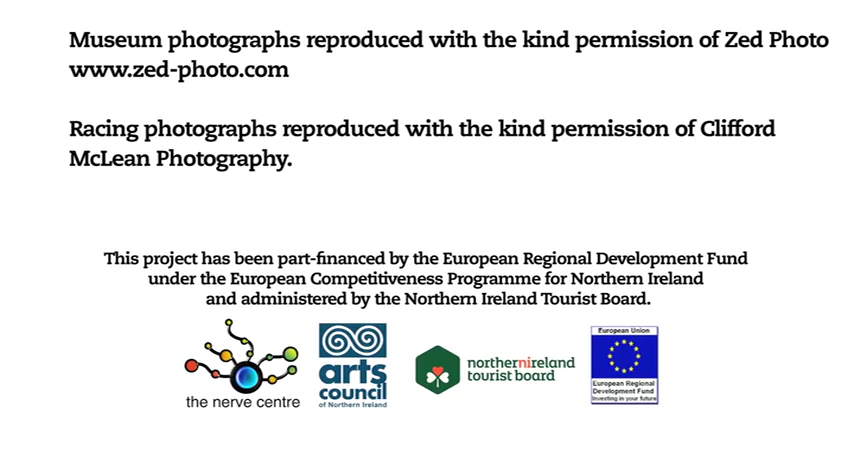 Museum photographs reproduced with the kind permission of Zed Photo
www.zed-photo.com
Racing photographs reproduced with the kind permission of Clifford
McLean Photography.
This project has been part-financed by the European Regional Development Fund
under the European Competitiveness Programme for Northern Ireland
and administered by the Northern Ireland Tourist Board.
the nerve centre
arts
council
of Northern Ireland
northernireland
tourist board
European Union
European Regional
Development Fund
Investing in your future